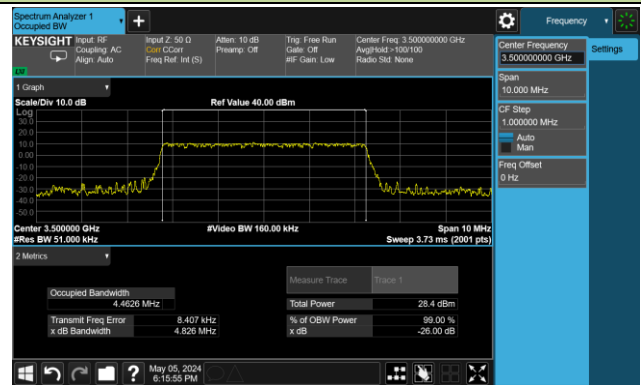 Spectrum Analyzer 1
Occupied BW
Frequency
KEYSIGHT
Input: RF
Coupling: AC
Align: Auto
Input Z: 50 Ω
Corr CCorr
Freq Ref: Int (S)
Atten: 10 dB
Preamp: Off
Trig: Free Run
Gate: Off
#IF Gain: Low
Center Freq: 3.500000000 GHz
Avg|Hold:>100/100
Radio Std: None
Center Frequency
3.500000000 GHz
Settings
Span
10.000 MHz
CF Step
1.000000 MHz
Auto
Man
Freq Offset
0 Hz
1 Graph
Scale/Div 10.0 dB
Ref Value 40.00 dBm
Log
30.0
20.0
10.0
0.00
-10.0
-20.0
-30.0
-40.0
-50.0
Center 3.500000 GHz
#Video BW 160.00 kHz
Span 10 MHz
#Res BW 51.000 kHz
Sweep 3.73 ms (2001 pts)
2 Metrics
Measure Trace
Trace 1
Occupied Bandwidth
4.4626 MHz
Total Power
28.4 dBm
Transmit Freq Error
8.407 kHz
% of OBW Power
99.00 %
x dB Bandwidth
4.826 MHz
x dB
-26.00 dB
?
May 05, 2024
6:15:55 PM